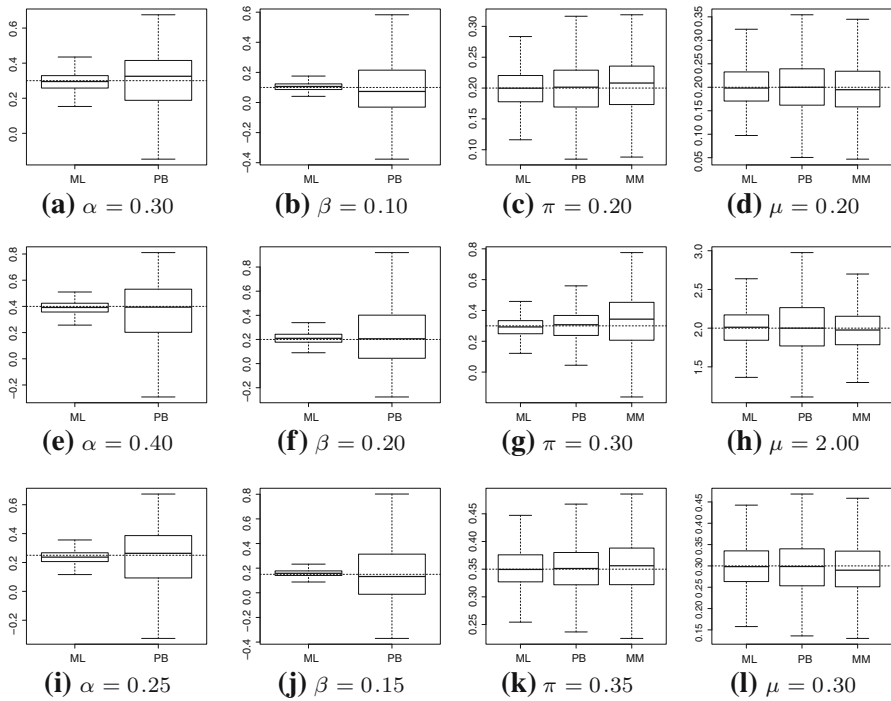 0.0 0.2 0.4 0.6
ML PB
(a) α = 0.30
−0.4 −0.2 0.0 0.2 0.4 0.6
ML PB
(b) β = 0.10
0.10 0.15 0.20 0.25 0.30
ML PB MM
(c) π = 0.20
0.05 0.10 0.15 0.20 0.25 0.30 0.35
ML PB MM
(d) μ = 0.20
−0.2 0.0 0.2 0.4 0.6 0.8
ML PB
(e) α = 0.40
−0.2 0.0 0.2 0.4 0.6 0.8
ML PB
(f) β = 0.20
0.0 0.2 0.4 0.6 0.8
ML PB MM
(g) π = 0.30
1.5 2.0 2.5 3.0
ML PB MM
(h) μ = 2.00
−0.2 0.0 0.2 0.4 0.6
ML PB
(i) α = 0.25
−0.4 −0.2 0.0 0.2 0.4 0.6 0.8
ML PB
(j) β = 0.15
0.25 0.30 0.35 0.40 0.45
ML PB MM
(k) π = 0.35
0.15 0.20 0.25 0.30 0.35 0.40 0.45
ML PB MM
(l) μ = 0.30